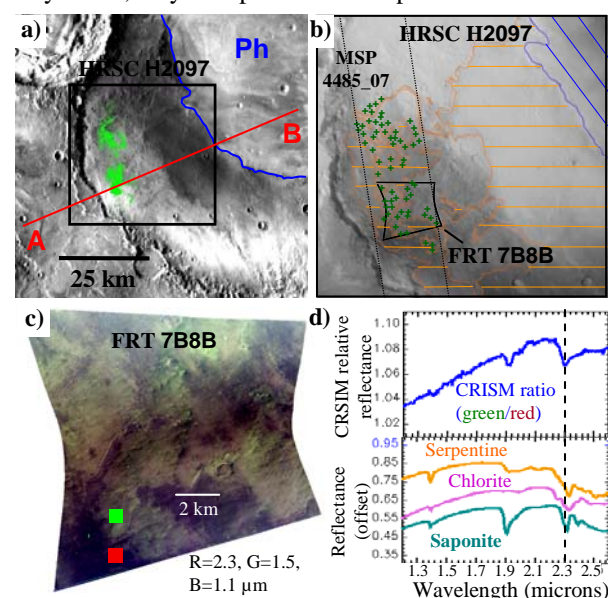 a)
Ph
HRSC H2097
B
A
25 km
b)
HRSC H2097
MSP
4485_07
FRT 7B8B
c)
FRT 7B8B
2 km
R=2.3, G=1.5,
B=1.1 µm
d)
CRSIM relative
reflectance
1.10
1.08
1.06
1.04
1.02
CRISM ratio
(green/red)
Reflectance
(offset)
0.95
0.85
0.75
0.65
0.55
0.45
0.35
Serpentine
Chlorite
Saponite
1.3 1.5 1.7 1.9 2.1 2.3 2.5
Wavelength (microns)